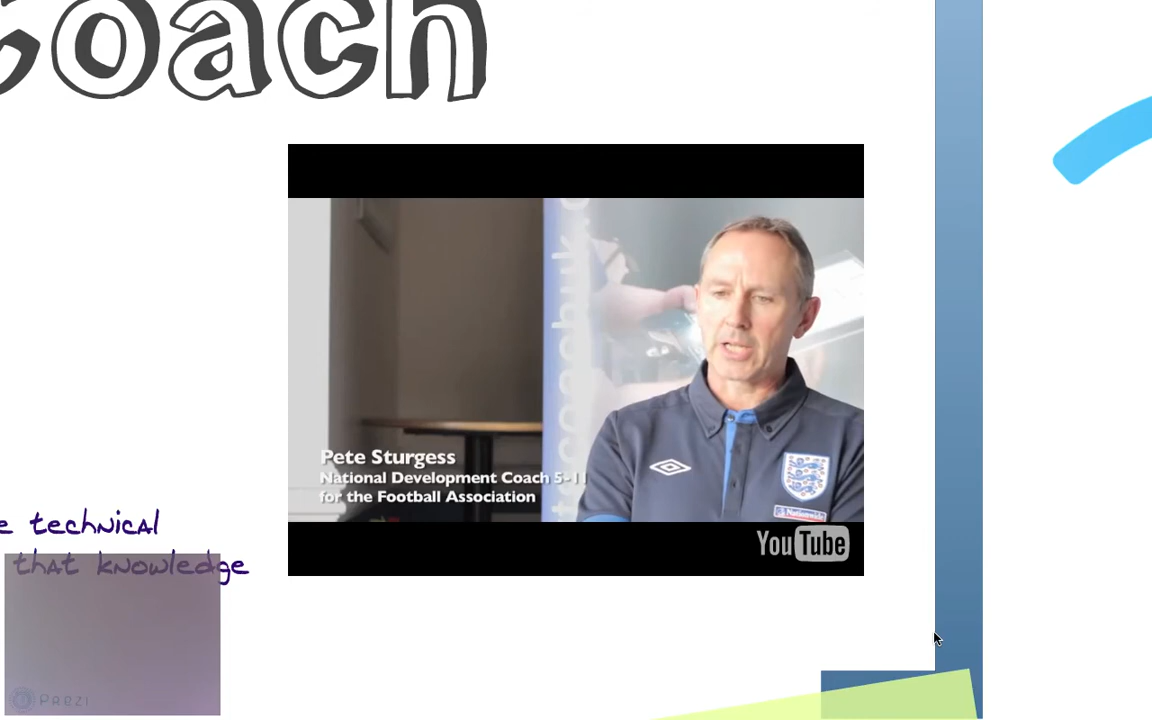 Coach
Pete Sturgess
National Development Coach 5-11
for the Football Association
e technical
that knowledge
YouTube
Prezi